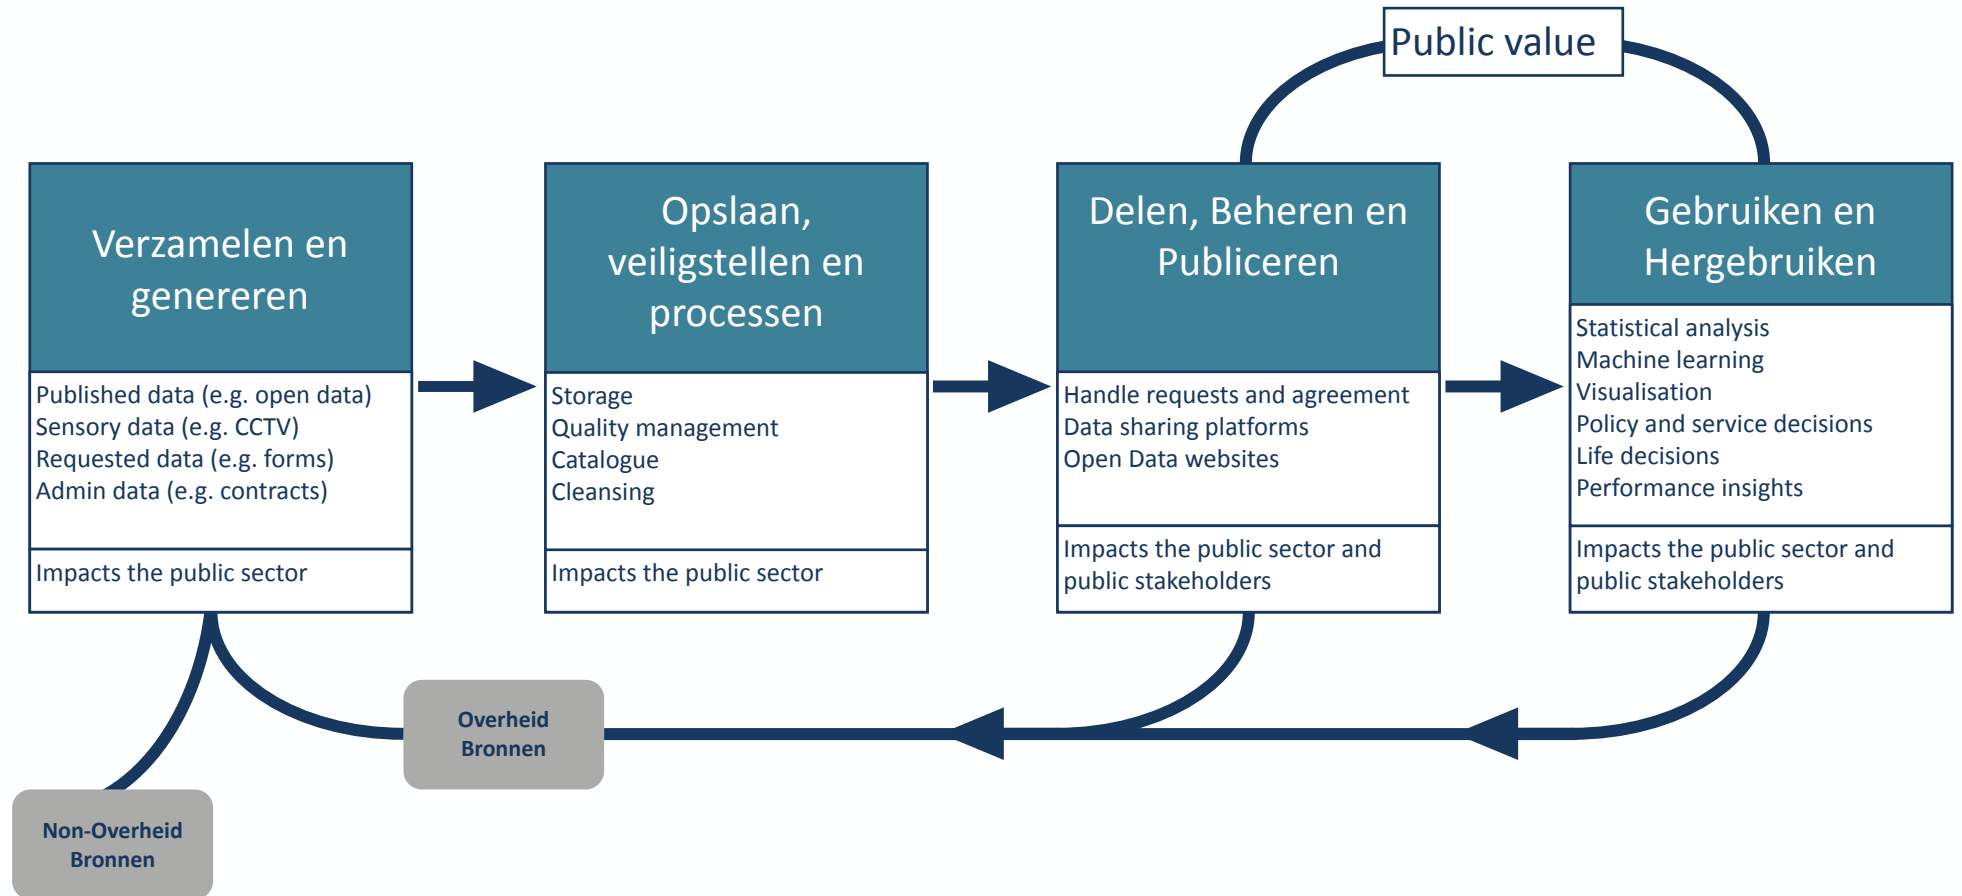 Public value
Verzamelen en
genereren
Published data (e.g. open data)
Sensory data (e.g. CCTV)
Requested data (e.g. forms)
Admin data (e.g. contracts)
Impacts the public sector
Opslaan,
veiligstellen en
processen
Storage
Quality management
Catalogue
Cleansing
Impacts the public sector
Delen, Beheren en
Publiceren
Handle requests and agreement
Data sharing platforms
Open Data websites
Impacts the public sector and
public stakeholders
Gebruiken en
Hergebruiken
Statistical analysis
Machine learning
Visualisation
Policy and service decisions
Life decisions
Performance insights
Impacts the public sector and
public stakeholders
Overheid
Bronnen
Non-Overheid
Bronnen